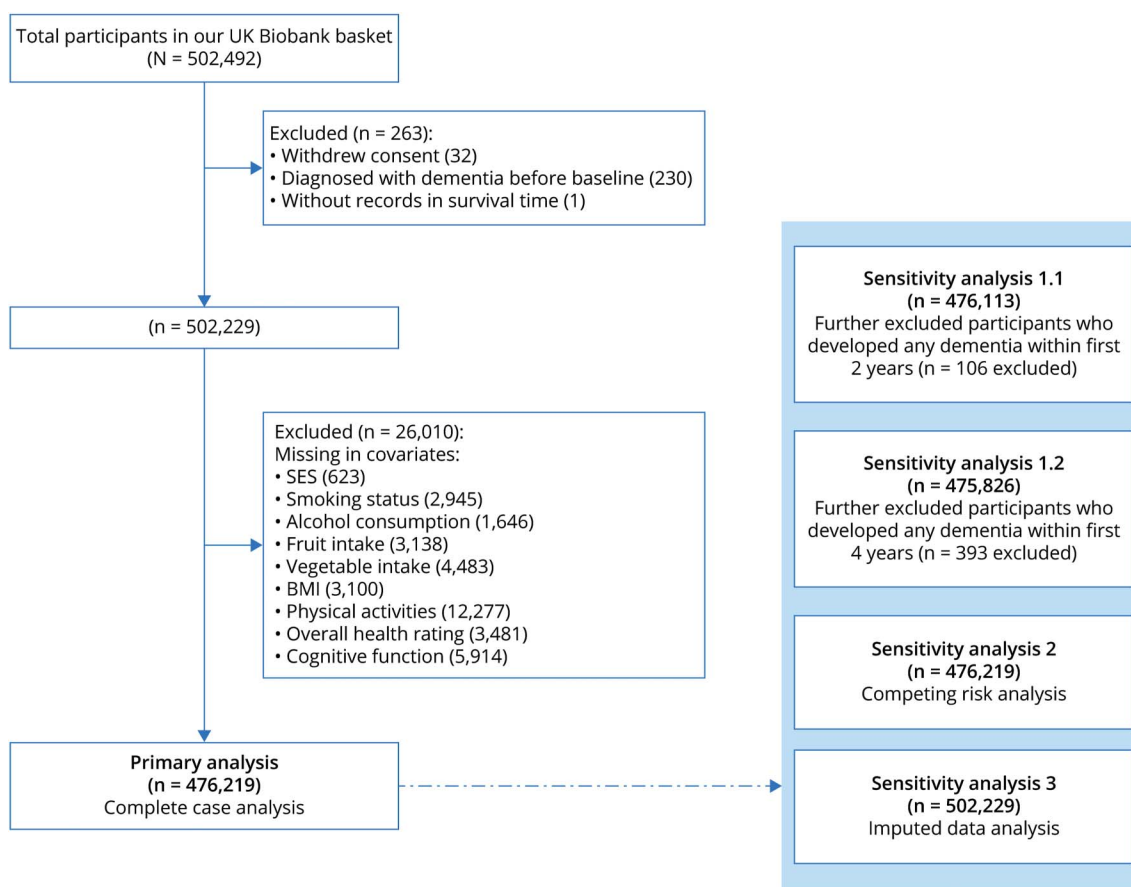 Total participants in our UK Biobank basket
(N = 502,492)
Excluded (n = 263):
• Withdrew consent (32)
• Diagnosed with dementia before baseline (230)
• Without records in survival time (1)
(n = 502,229)
Excluded (n = 26,010):
Missing in covariates:
• SES (623)
• Smoking status (2,945)
• Alcohol consumption (1,646)
• Fruit intake (3,138)
• Vegetable intake (4,483)
• BMI (3,100)
• Physical activities (12,277)
• Overall health rating (3,481)
• Cognitive function (5,914)
Primary analysis
(n = 476,219)
Complete case analysis
Sensitivity analysis 1.1
(n = 476,113)
Further excluded participants who
developed any dementia within first
2 years (n = 106 excluded)
Sensitivity analysis 1.2
(n = 475,826)
Further excluded participants who
developed any dementia within first
4 years (n = 393 excluded)
Sensitivity analysis 2
(n = 476,219)
Competing risk analysis
Sensitivity analysis 3
(n = 502,229)
Imputed data analysis